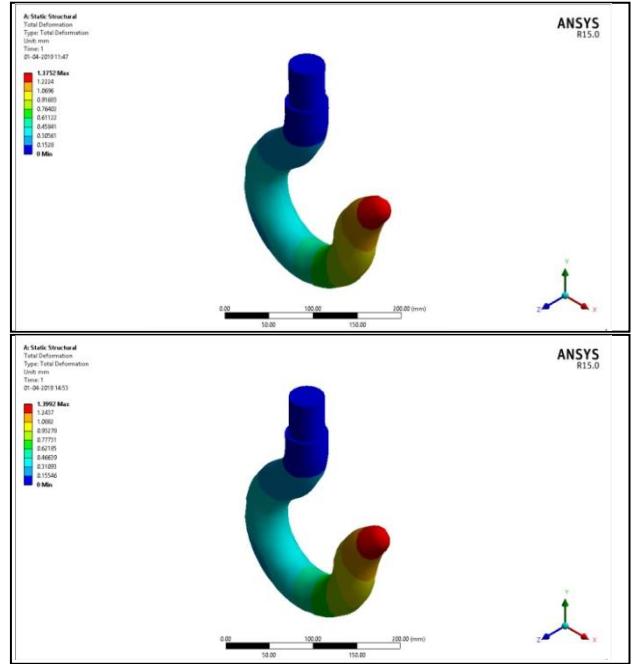 A: Static Structural
Total Deformation
Type: Total Deformation
Unit: mm
Time: 1
01-04-2019 11:47
1.3752 Max
1.2224
1.0696
0.91683
0.76402
0.61122
0.45841
0.30561
0.1528
0 Min
ANSYS
R15.0
0.00 100.00 200.00 (mm)
50.00 150.00
Y
Z
X
A: Static Structural
Total Deformation
Type: Total Deformation
Unit: mm
Time: 1
01-04-2019 14:53
1.3992 Max
1.2437
1.0882
0.93278
0.77731
0.62185
0.46639
0.31093
0.15546
0 Min
ANSYS
R15.0
0.00 100.00 200.00 (mm)
50.00 150.00
Y
Z
X